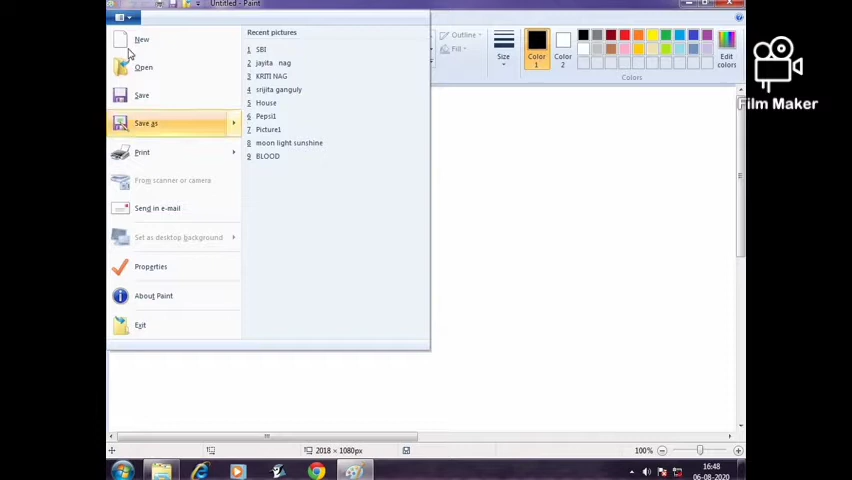 Untitled - Paint
New
Open
Save
Save as
Print
From scanner or camera
Send in e-mail
Set as desktop background
Properties
About Paint
Exit
Recent pictures
1 SBI
2 jayita nag
3 KRITI NAG
4 srijita ganguly
5 House
6 Pepsi1
7 Picture1
8 moon light sunshine
9 BLOOD
Outline
Fill
Size
Color 1
Color 2
Edit colors
Colors
Film Maker
2018 × 1080px
100%
16:48
06-08-2020